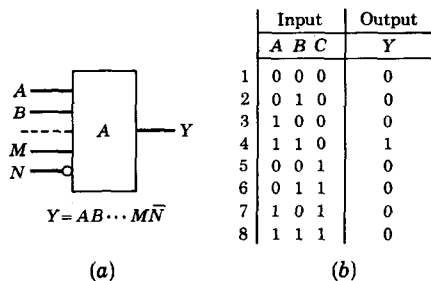 A
B
M
N
A
Y
Y = AB ··· MN̅
(a)
Input Output
A B C Y
1 0 0 0 0
2 0 1 0 0
3 1 0 0 0
4 1 1 0 1
5 0 0 1 0
6 0 1 1 0
7 1 0 1 0
8 1 1 1 0
(b)